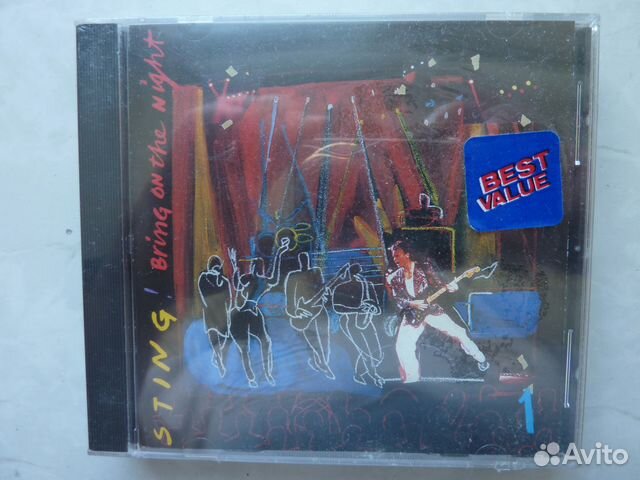 STING
Bring on the Night
BEST
VALUE
1
Avito